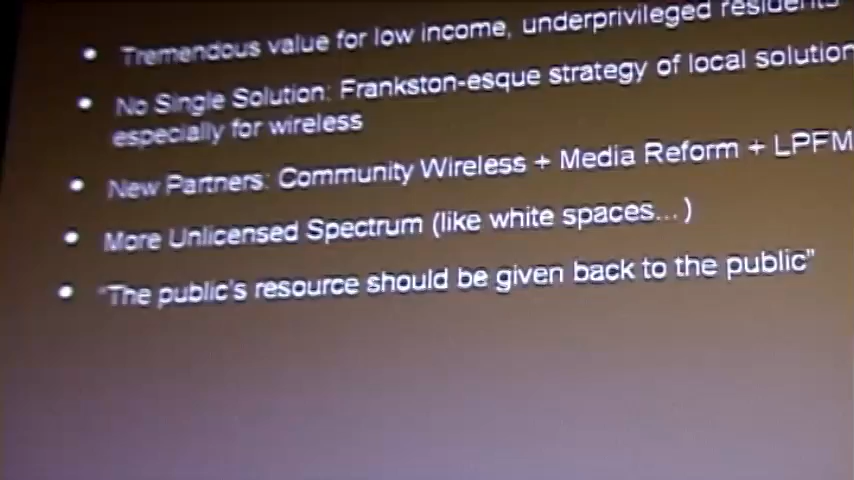 • Tremendous value for low income, underprivileged residents
• No Single Solution: Frankston-esque strategy of local solution
especially for wireless
• New Partners: Community Wireless + Media Reform + LPFM
• More Unlicensed Spectrum (like white spaces...)
• "The public's resource should be given back to the public"